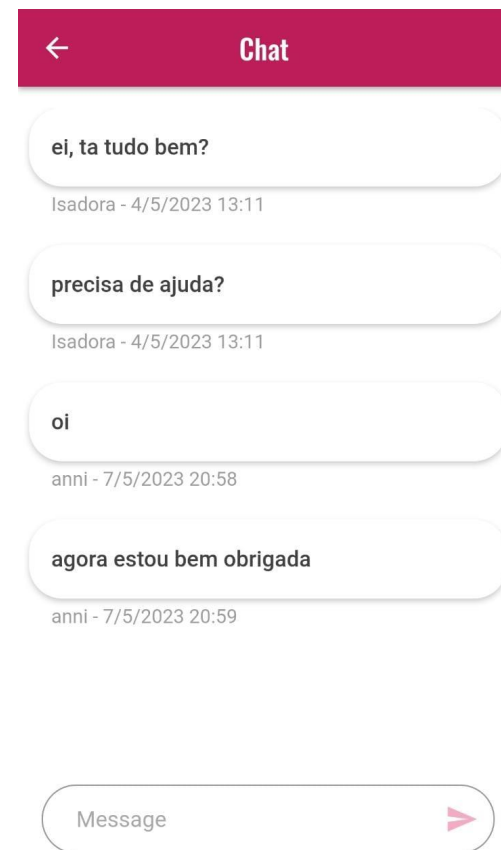 Chat
ei, ta tudo bem?
Isadora - 4/5/2023 13:11
precisa de ajuda?
Isadora - 4/5/2023 13:11
oi
anni - 7/5/2023 20:58
agora estou bem obrigada
anni - 7/5/2023 20:59
Message